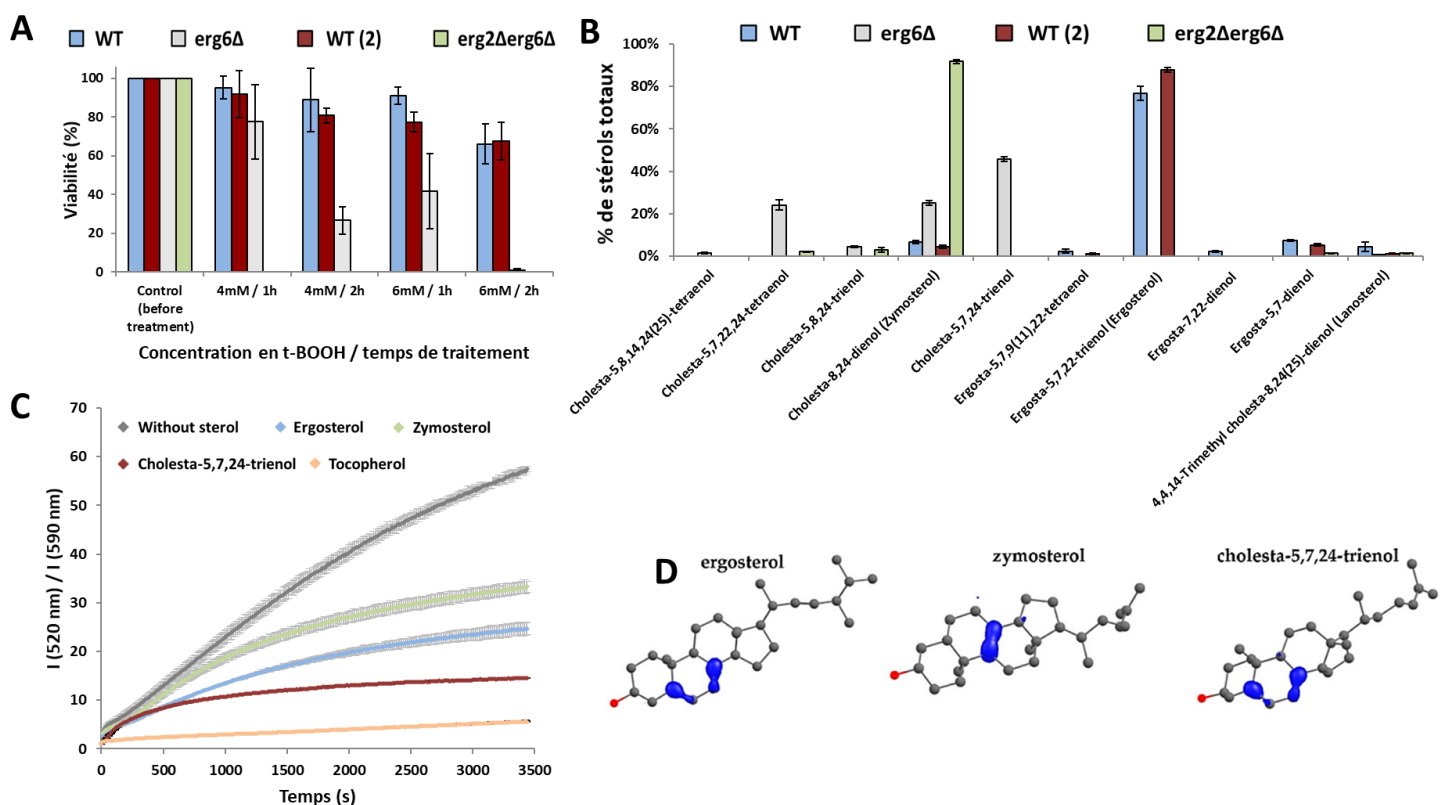 A
WT erg6Δ WT (2) erg2Δerg6Δ
Viabilité (%)
100
80
60
40
20
0
Control
(before
treatment)
4mM / 1h
4mM / 2h
6mM / 1h
6mM / 2h
Concentration en t-BOOH / temps de traitement
B
WT erg6Δ WT (2) erg2Δerg6Δ
% de stérols totaux
100%
80%
60%
40%
20%
0%
Cholesta-5,8,14,24(25)-tetraenol
Cholesta-5,7,22,24-tetraenol
Cholesta-5,8,24-trienol
Cholesta-8,24-dienol (Zymosterol)
Cholesta-5,7,24-trienol
Ergosta-5,7,9(11),22-tetraenol
Ergosta-5,7,22-trienol (Ergosterol)
Ergosta-7,22-dienol
Ergosta-5,7-dienol
4,4,14-Trimethyl cholesta-8,24(25)-dienol (Lanosterol)
C
Without sterol Ergosterol Zymosterol
Cholesta-5,7,24-trienol Tocopherol
I (520 nm) / I (590 nm)
70
60
50
40
30
20
10
0
0 500 1000 1500 2000 2500 3000 3500
Temps (s)
D
ergosterol
zymosterol
cholesta-5,7,24-trienol